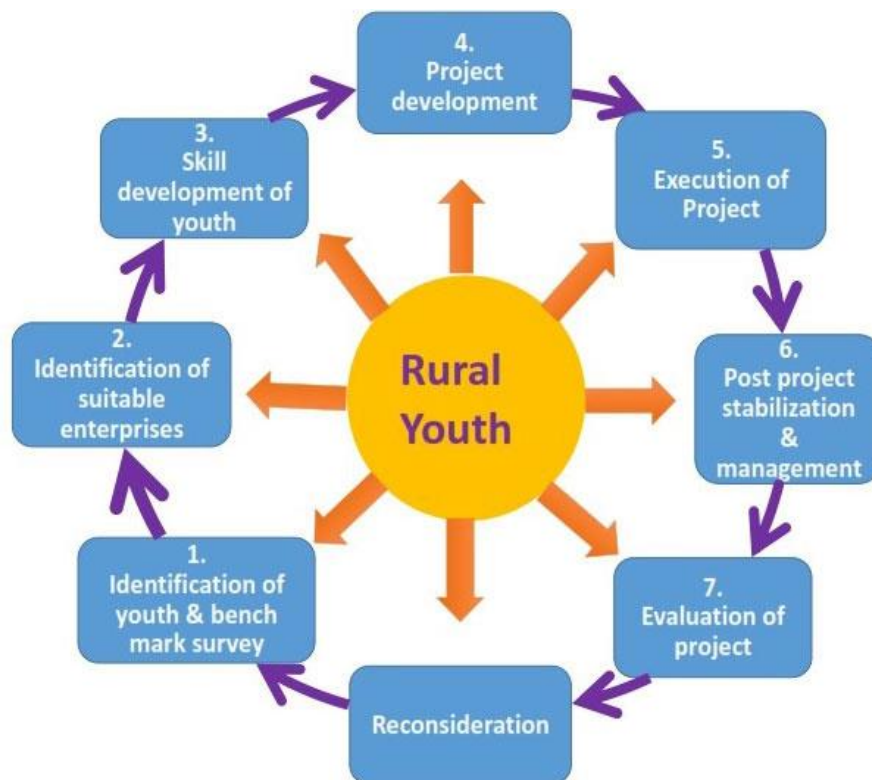 4.
Project
development
3.
Skill
development of
youth
5.
Execution of
Project
2.
Identification of
suitable
enterprises
Rural
Youth
6.
Post project
stabilization
&
management
1.
Identification of
youth & bench
mark survey
7.
Evaluation of
project
Reconsideration